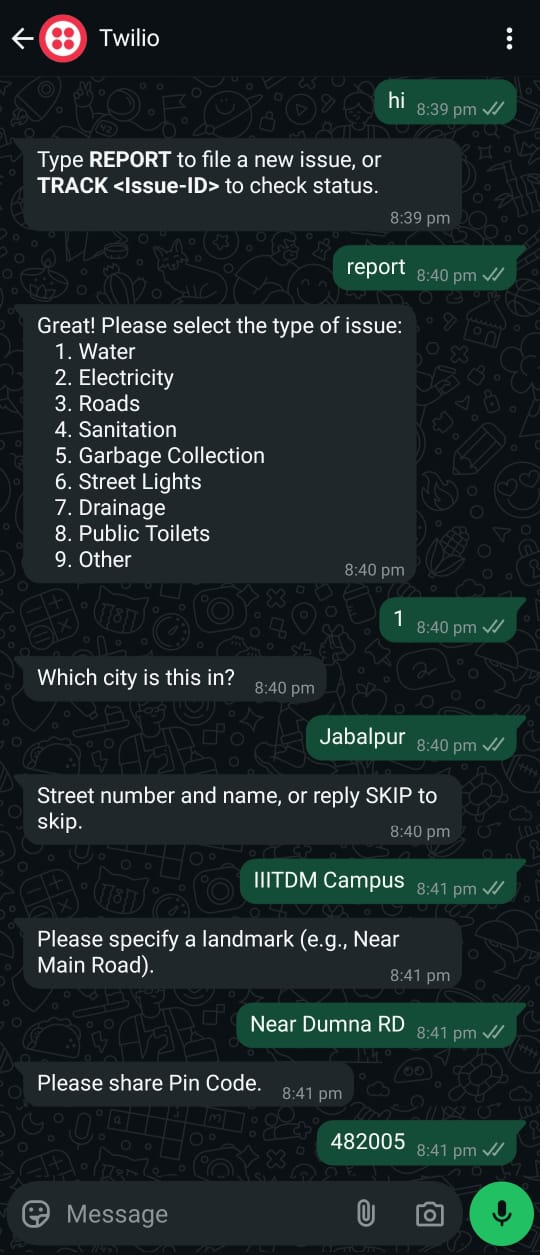 Twilio
hi 8:39 pm
Type REPORT to file a new issue, or
TRACK <Issue-ID> to check status.
8:39 pm
report 8:40 pm
Great! Please select the type of issue:
1. Water
2. Electricity
3. Roads
4. Sanitation
5. Garbage Collection
6. Street Lights
7. Drainage
8. Public Toilets
9. Other
8:40 pm
1 8:40 pm
Which city is this in? 8:40 pm
Jabalpur 8:40 pm
Street number and name, or reply SKIP to
skip.
8:40 pm
IIITDM Campus 8:41 pm
Please specify a landmark (e.g., Near
Main Road).
8:41 pm
Near Dumna RD 8:41 pm
Please share Pin Code. 8:41 pm
482005 8:41 pm
Message